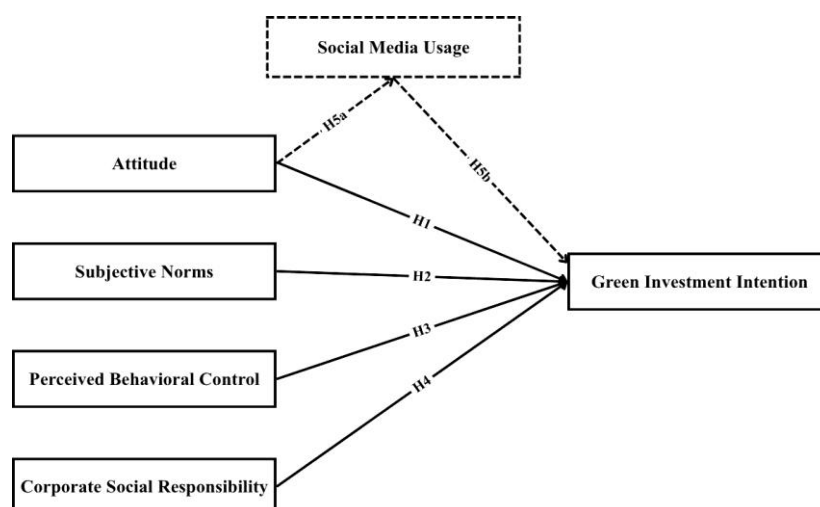 Social Media Usage
H5a
Attitude
H5b
H1
Subjective Norms
H2
Green Investment Intention
H3
Perceived Behavioral Control
H4
Corporate Social Responsibility